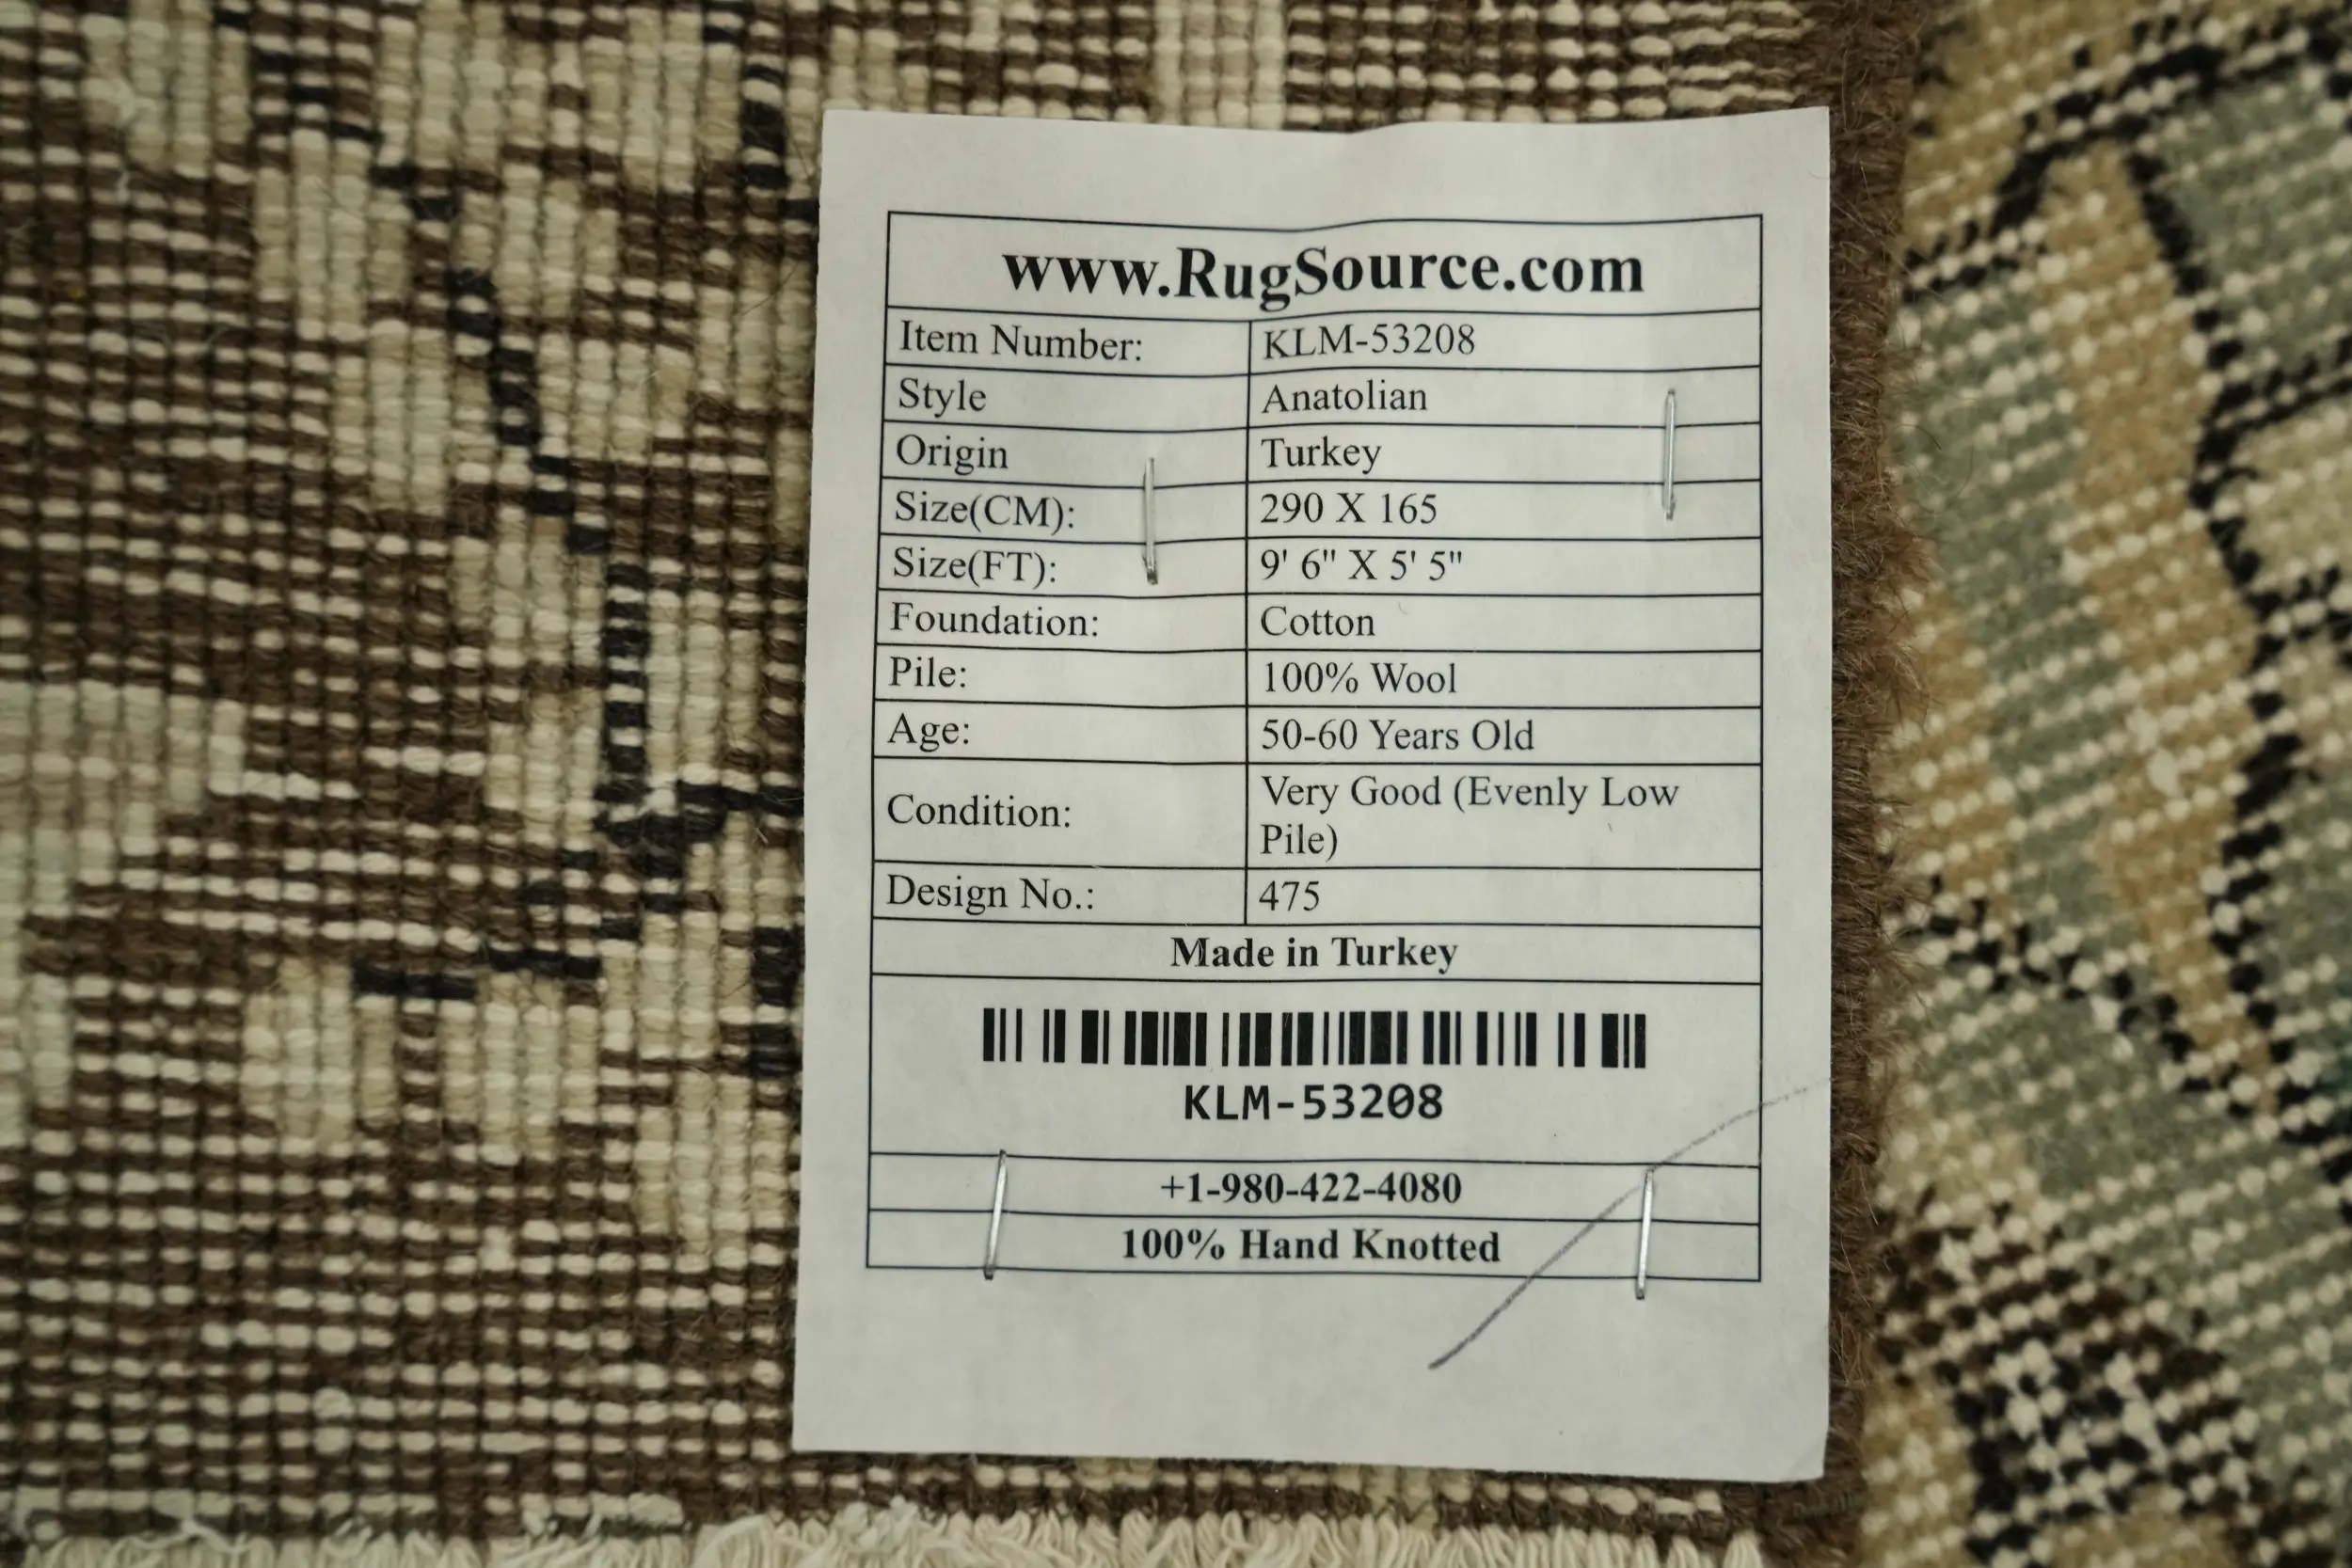 www.RugSource.com
Item Number: KLM-53208
Style Anatolian
Origin Turkey
Size(CM): 290 X 165
Size(FT): 9' 6" X 5' 5"
Foundation: Cotton
Pile: 100% Wool
Age: 50-60 Years Old
Condition: Very Good (Evenly Low
Pile)
Design No.: 475
Made in Turkey
KLM-53208
+1-980-422-4080
100% Hand Knotted